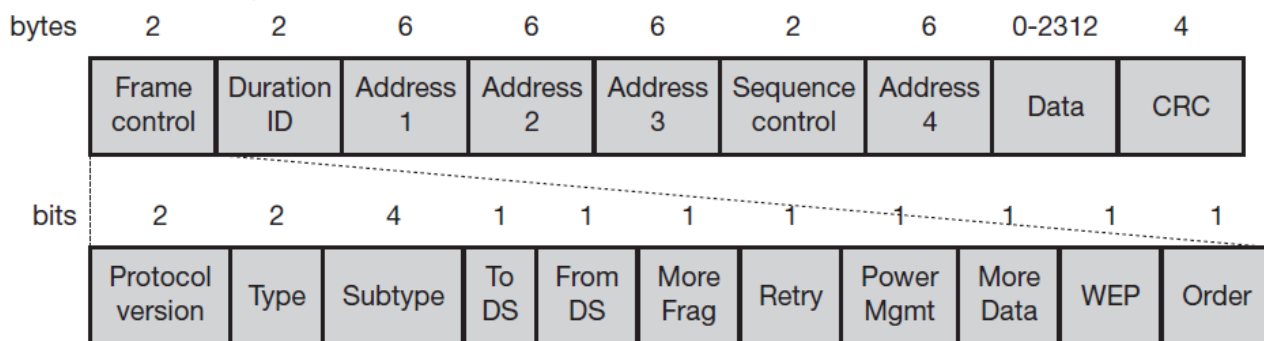 bytes 2 2 6 6 6 2 6 0-2312 4
Frame Duration Address Address Address Sequence Address Data CRC
control ID 1 2 3 control 4
bits 2 2 4 1 1 1 1 1 1 1 1
Protocol Type Subtype To From More Retry Power More WEP Order
version DS DS Frag Mgmt Data